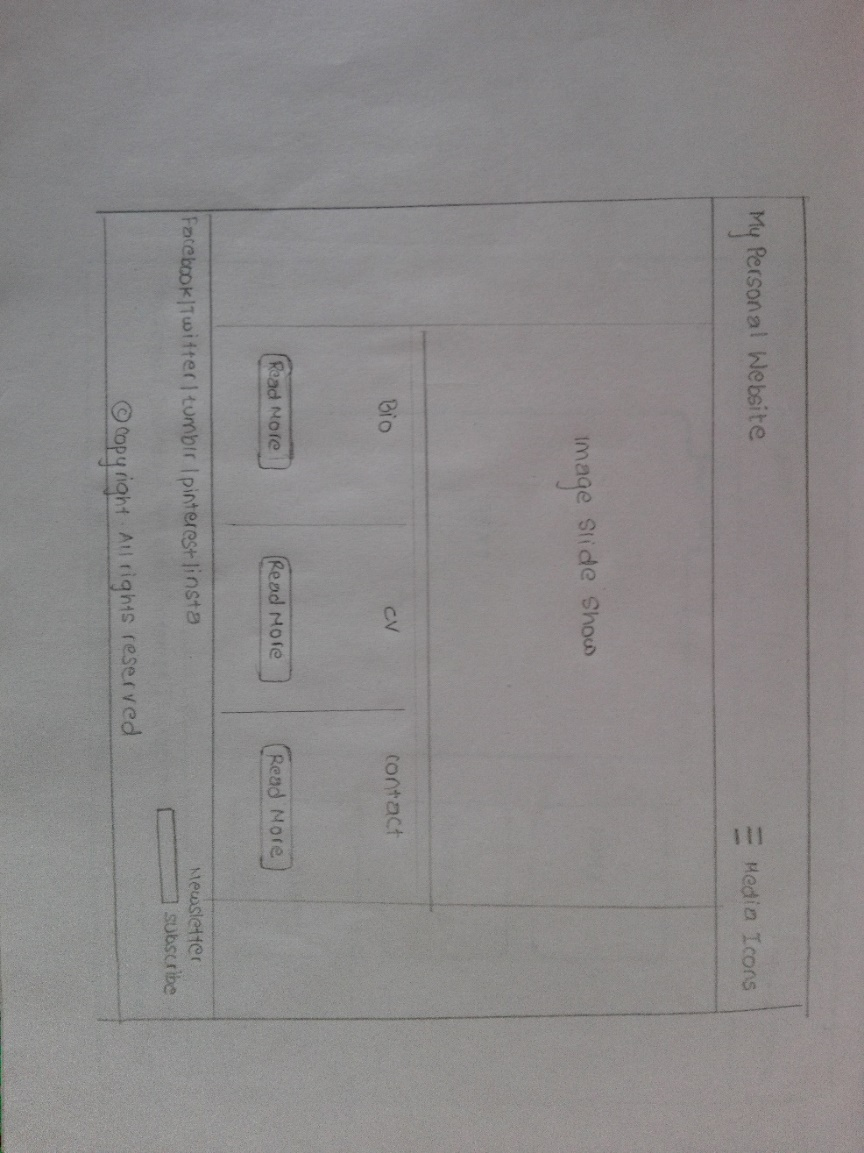 My Personal Website
Media Icons
Image Slide Show
Bio
CV
contact
Read More
Read More
Read More
Facebook|Twitter|tumblr|pinterest|insta
Newsletter
subscribe
© Copyright. All rights reserved